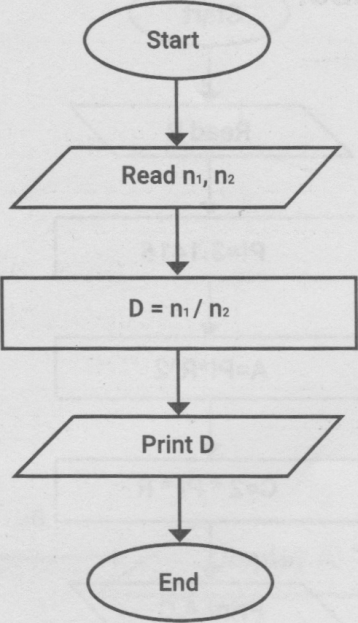 Start
Read n₁, n₂
D = n₁ / n₂
Print D
End